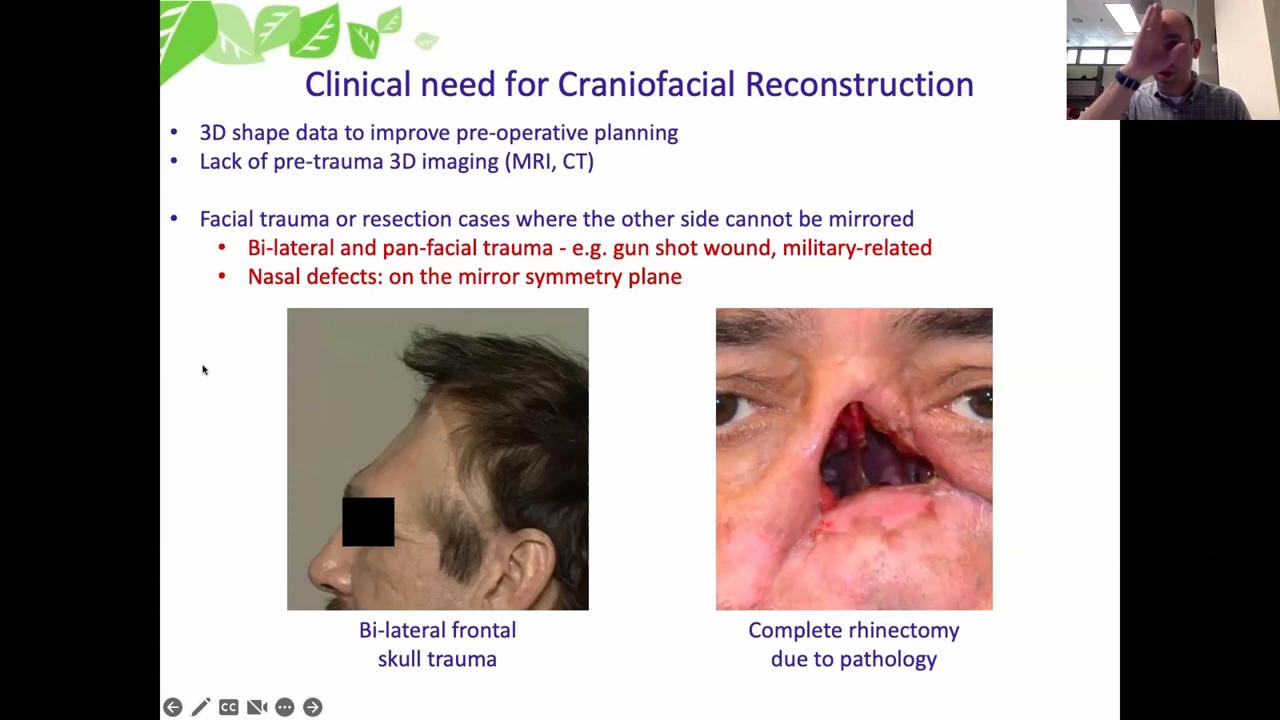 Clinical need for Craniofacial Reconstruction
• 3D shape data to improve pre-operative planning
• Lack of pre-trauma 3D imaging (MRI, CT)
• Facial trauma or resection cases where the other side cannot be mirrored
• Bi-lateral and pan-facial trauma - e.g. gun shot wound, military-related
• Nasal defects: on the mirror symmetry plane
Bi-lateral frontal
skull trauma
Complete rhinectomy
due to pathology
CC